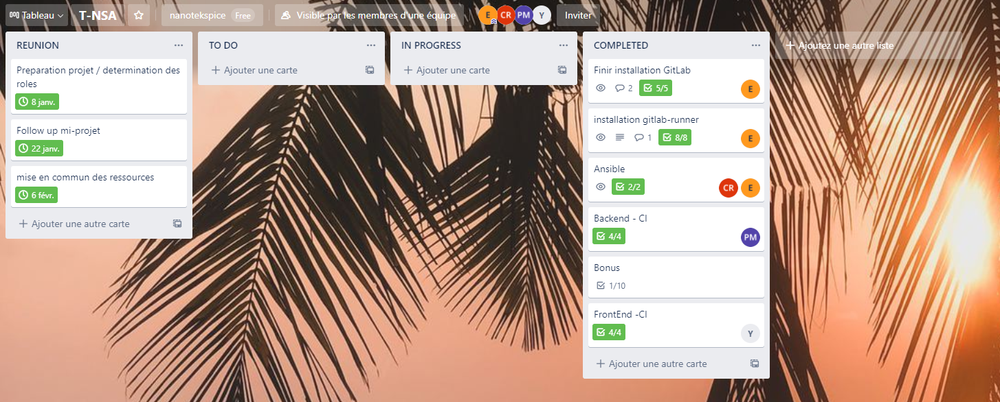 Tableau
T-NSA
nanotekspice Free
Visible par les membres d'une équipe
E
CR
PM
Y
Inviter
REUNION
Preparation projet / determination des
roles
8 janv.
Follow up mi-projet
22 janv.
mise en commun des ressources
6 févr.
Ajouter une autre carte
TO DO
Ajouter une carte
IN PROGRESS
Ajouter une carte
COMPLETED
Finir installation GitLab
2 5/5 E
installation gitlab-runner
1 8/8 E
Ansible
2/2 CR E
Backend - CI
4/4 PM
Bonus
1/10
FrontEnd -CI
4/4 Y
Ajouter une autre carte
Ajoutez une autre liste